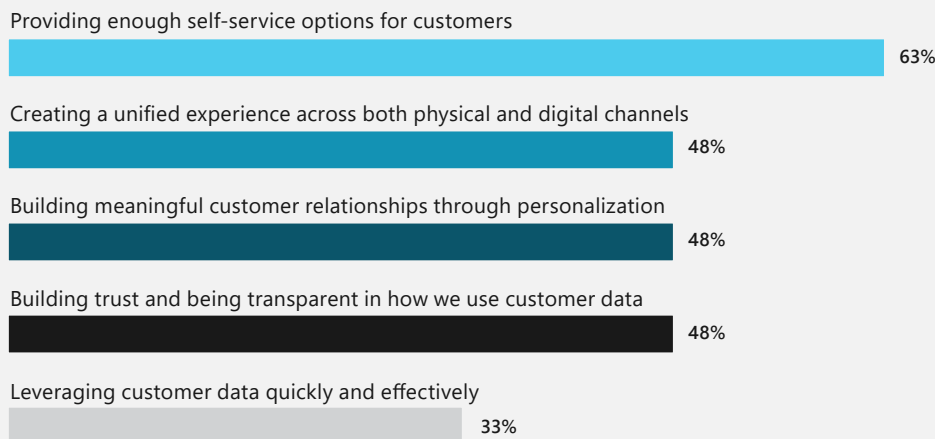 Providing enough self-service options for customers
63%
Creating a unified experience across both physical and digital channels
48%
Building meaningful customer relationships through personalization
48%
Building trust and being transparent in how we use customer data
48%
Leveraging customer data quickly and effectively
33%